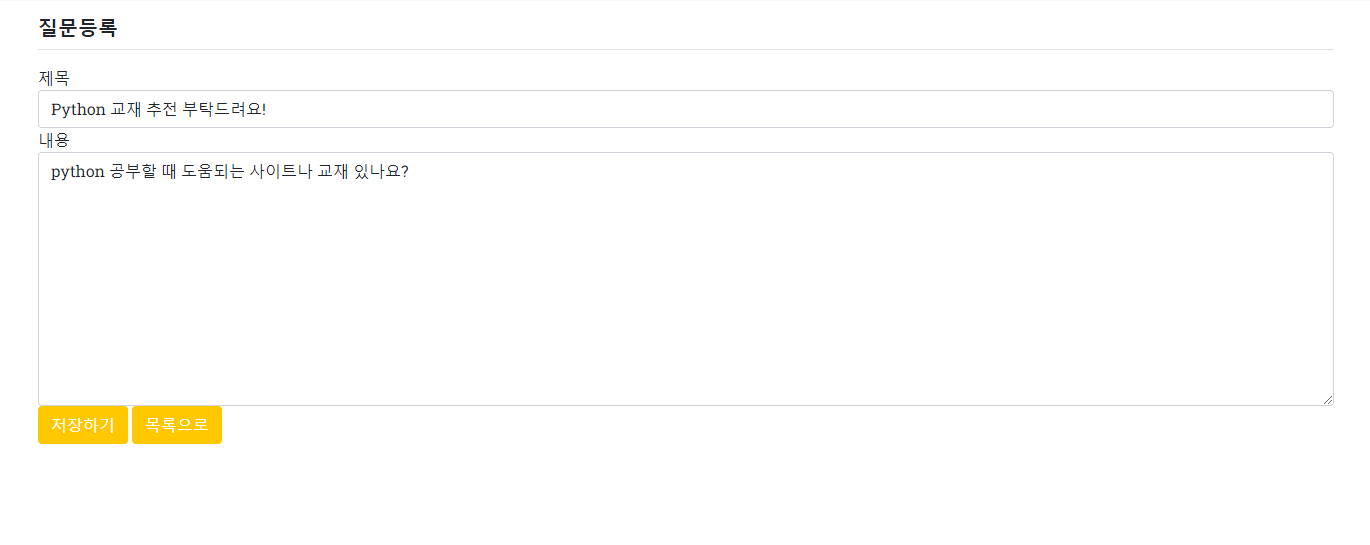 질문등록
제목
Python 교재 추전 부탁드려요!
내용
python 공부할 때 도움되는 사이트나 교재 있나요?
저장하기 목록으로